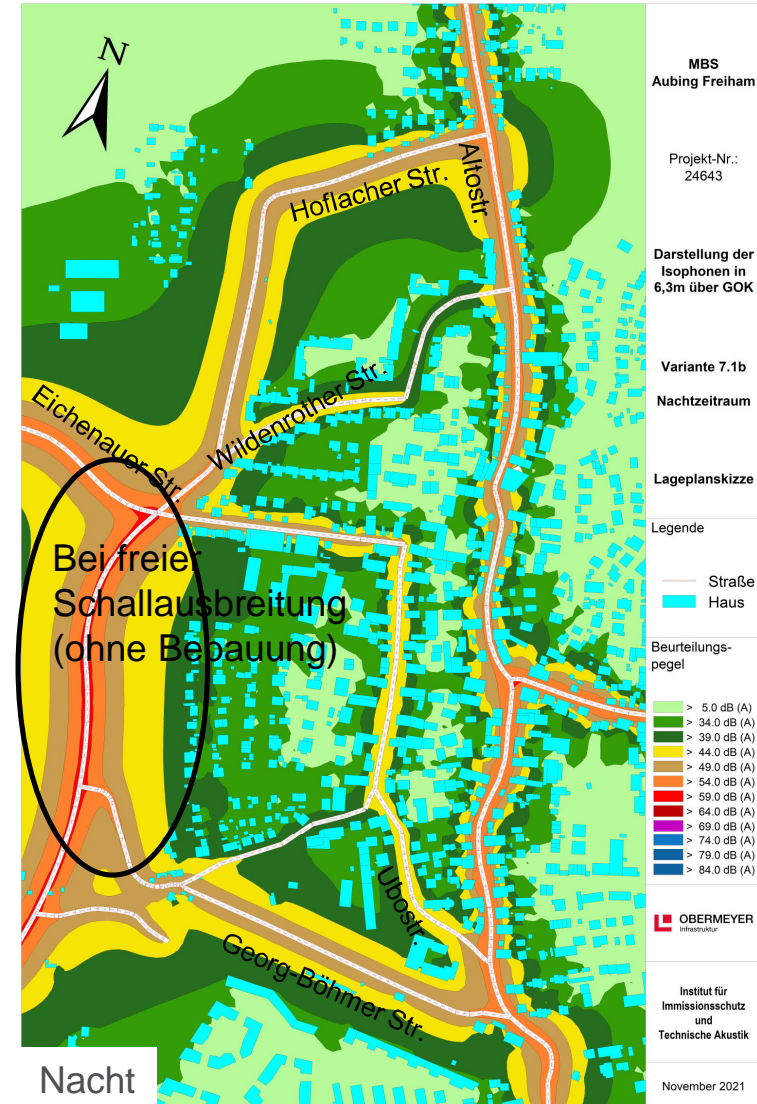 N
Hoflacher Str.
Altostr.
Eichenauer Str.
Wildenrother Str.
Bei freier
Schallausbreitung
(ohne Bebauung)
Ubostr.
Georg-Böhmer Str.
Nacht
MBS
Aubing Freiham
Projekt-Nr.:
24643
Darstellung der
Isophonen in
6,3m über GOK
Variante 7.1b
Nachtzeitraum
Lageplanskizze
Legende
Straße
Haus
Beurteilungs-
pegel
> 5.0 dB (A)
> 34.0 dB (A)
> 39.0 dB (A)
> 44.0 dB (A)
> 49.0 dB (A)
> 54.0 dB (A)
> 59.0 dB (A)
> 64.0 dB (A)
> 69.0 dB (A)
> 74.0 dB (A)
> 79.0 dB (A)
> 84.0 dB (A)
OBERMEYER
Infrastruktur
Institut für
Immissionsschutz
und
Technische Akustik
November 2021